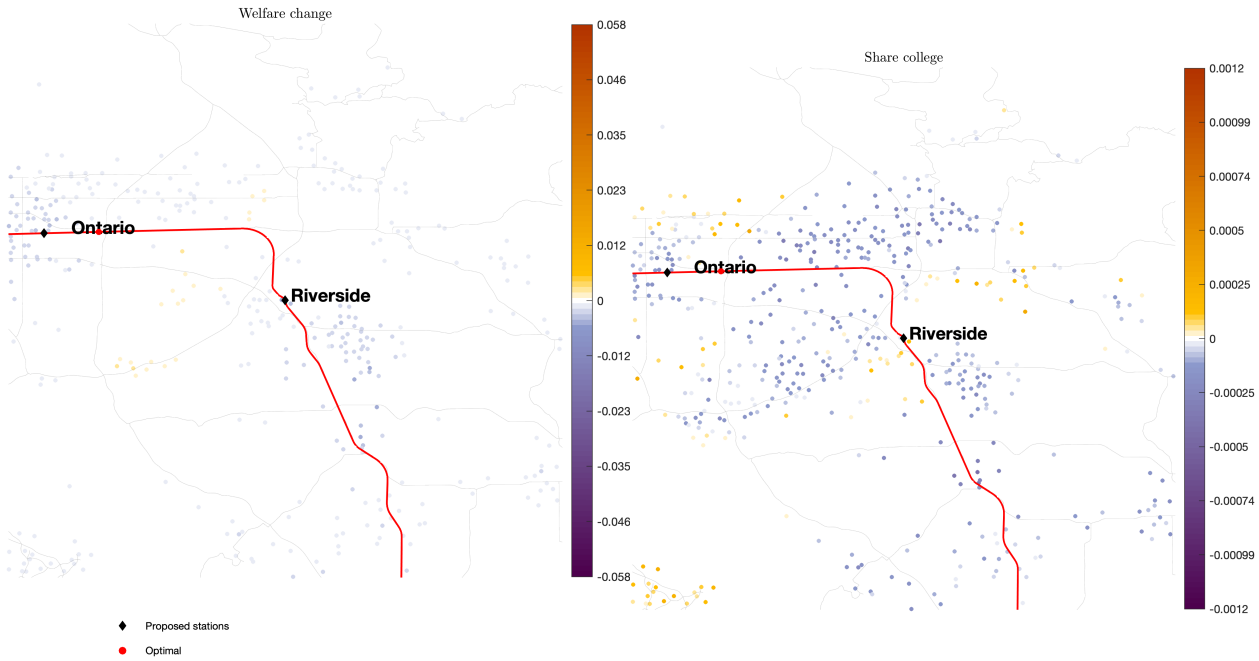 Welfare change
Ontario
Riverside
0.058
0.046
0.035
0.023
0.012
0
-0.012
-0.023
-0.035
-0.046
-0.058
Proposed stations
Optimal
Share college
Ontario
Riverside
0.0012
0.00099
0.00074
0.0005
0.00025
0
-0.00025
-0.0005
-0.00074
-0.00099
-0.0012